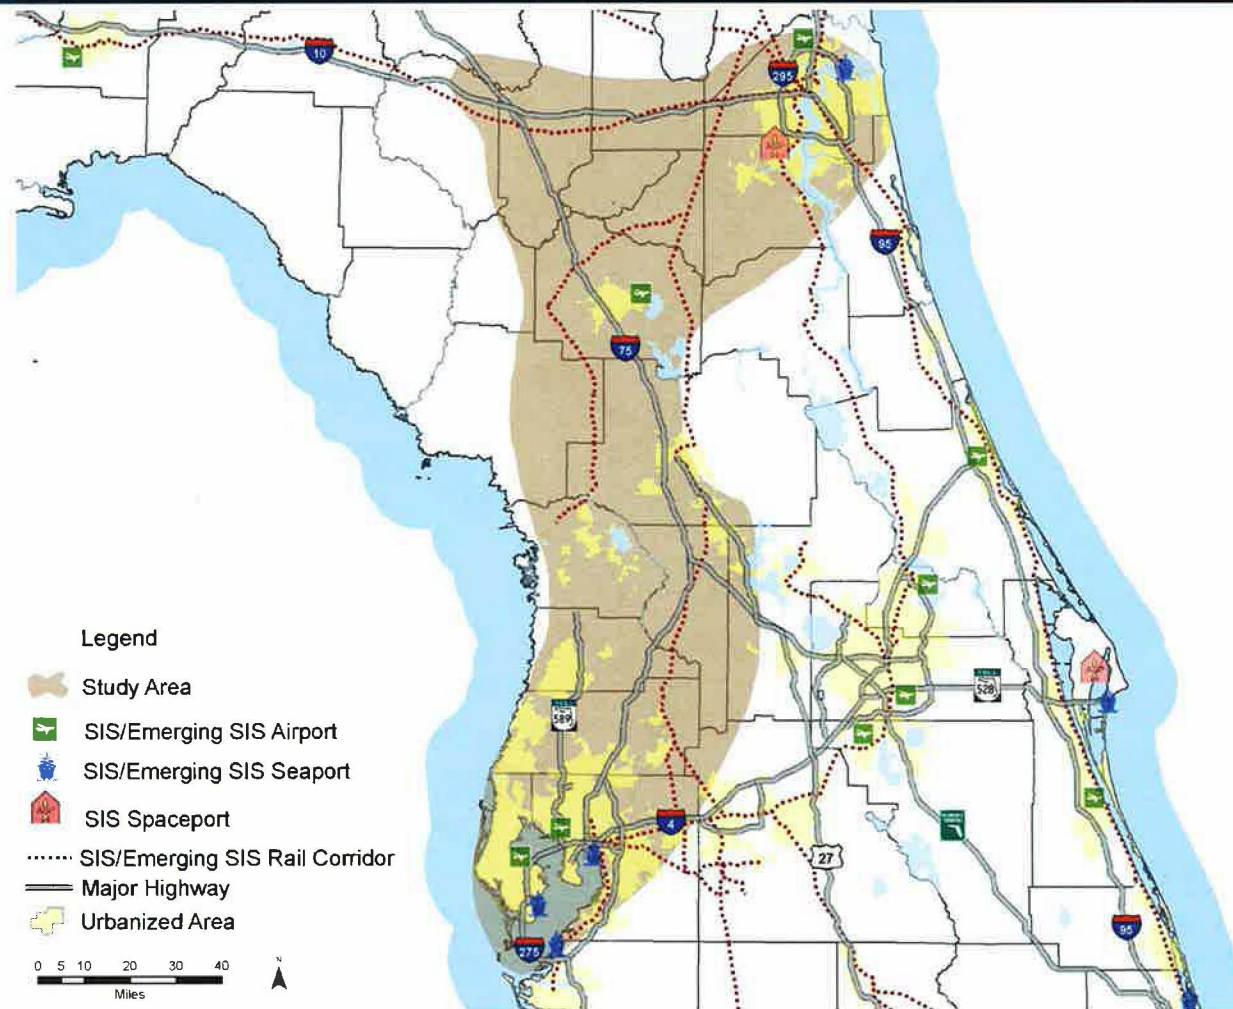 10
295
95
75
Legend
Study Area
SIS/Emerging SIS Airport
SIS/Emerging SIS Seaport
SIS Spaceport
SIS/Emerging SIS Rail Corridor
Major Highway
Urbanized Area
0 5 10 20 30 40
Miles
N
TOLL
589
TOLL
528
4
27
95
275